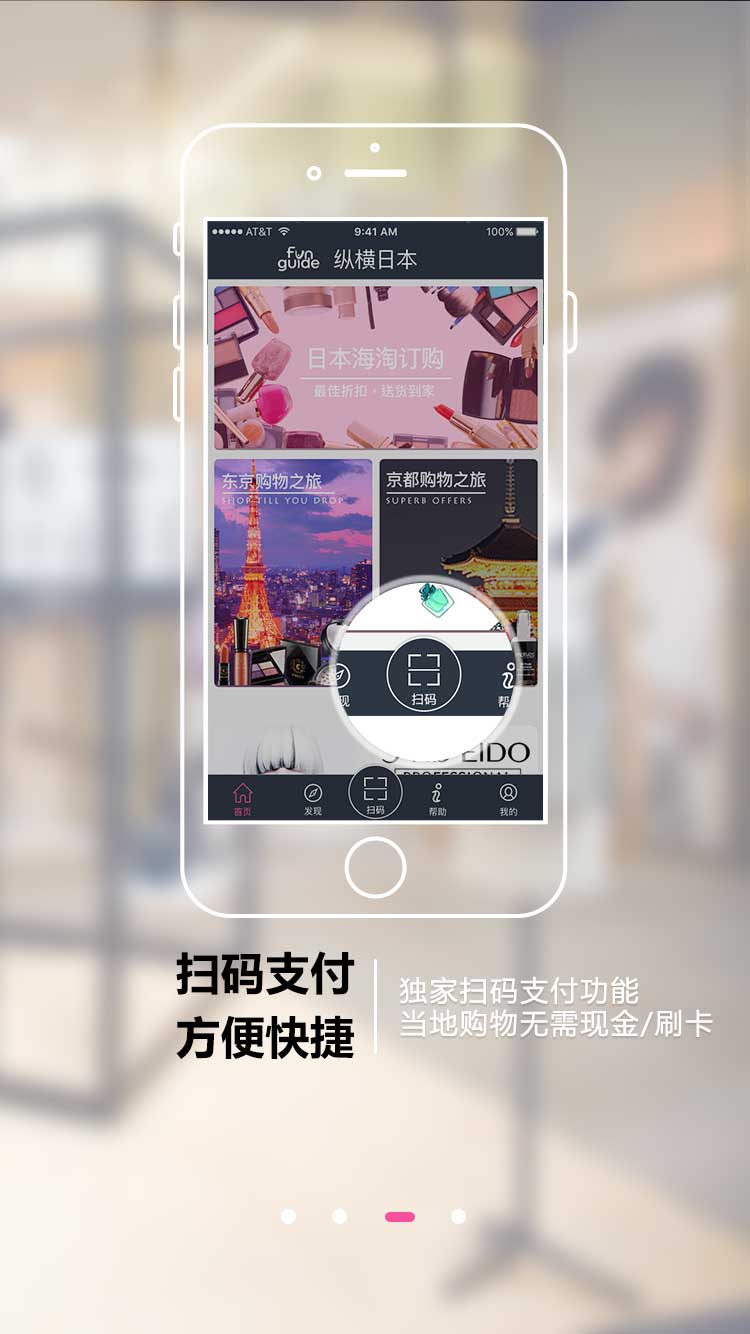 AT&T 9:41 AM 100%
fun guide 纵横日本
日本海淘订购
最佳折扣，送货到家
东京购物之旅
SHOP TILL YOU DROP
京都购物之旅
SUPERB OFFERS
现 扫码 帮
EIDO
PROFESSIONAL
首页 发现 扫码 帮助 我的
扫码支付
方便快捷
独家扫码支付功能
当地购物无需现金/刷卡